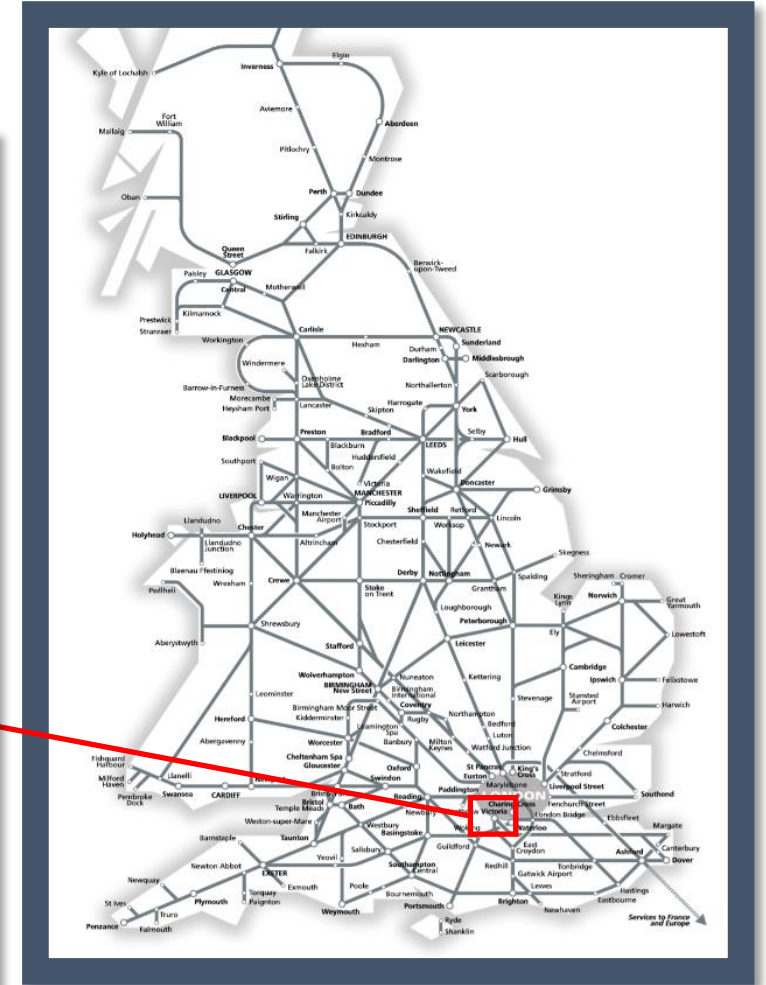 Elgin
Inverness
Kyle of Lochalsh
Aviemore
Fort
William
Mallaig
Aberdeen
Pitlochry
Montrose
Perth
Dundee
Oban
Kirkcaldy
Stirling
EDINBURGH
Queen
Street
Falkirk
Berwick-
upon-Tweed
Paisley
GLASGOW
Central
Motherwell
Kilmarnock
Prestwick
Stranraer
Carlisle
NEWCASTLE
Workington
Hexham
Sunderland
Durham
Darlington
Middlesbrough
Windermere
Scarborough
Oxenholme
Lake District
Northallerton
Barrow-in-Furness
Morecambe
Heysham Port
Lancaster
Harrogate
Skipton
York
Blackpool
Preston
Bradford
Selby
Hull
Blackburn
LEEDS
Huddersfield
Southport
Bolton
Wakefield
Wigan
Victoria
Doncaster
LIVERPOOL
Warrington
MANCHESTER
Piccadilly
Grimsby
Manchester
Airport
Sheffield
Retford
Lincoln
Llandudno
Stockport
Worksop
Holyhead
Chester
Llandudno
Junction
Altrincham
Chesterfield
Newark
Skegness
Blaenau Ffestiniog
Derby
Nottingham
Pwllheli
Wrexham
Crewe
Stoke
on Trent
Grantham
Spalding
Sheringham
Cromer
Kings
Lynn
Norwich
Great
Yarmouth
Loughborough
Peterborough
Shrewsbury
Ely
Lowestoft
Aberystwyth
Stafford
Leicester
Wolverhampton
Cambridge
BIRMINGHAM
New Street
Nuneaton
Kettering
Ipswich
Felixstowe
Birmingham
International
Leominster
Stevenage
Stansted
Airport
Coventry
Harwich
Birmingham Moor Street
Kidderminster
Rugby
Northampton
Hereford
Leamington
Spa
Bedford
Colchester
Worcester
Banbury
Milton
Keynes
Luton
Abergavenny
Watford Junction
Chelmsford
Cheltenham Spa
Gloucester
Oxford
St Pancras
King's
Cross
Fishguard
Harbour
Euston
Stratford
Llanelli
Swindon
Marylebone
Liverpool Street
Milford
Haven
Swansea
CARDIFF
Paddington
Southend
Pembroke
Dock
Reading
Fenchurch Street
Bristol
Temple Meads
Bath
Charing Cross
Newbury
Victoria
London Bridge
Ebbsfleet
Weston-super-Mare
Waterloo
Margate
Westbury
Basingstoke
Woking
Barnstaple
Taunton
East
Croydon
Canterbury
Salisbury
Guildford
Ashford
Dover
Yeovil
Redhill
Tonbridge
Newton Abbot
EXETER
Southampton
Central
Gatwick Airport
Newquay
Exmouth
Poole
Lewes
Hastings
St Ives
Torquay
Paignton
Bournemouth
Eastbourne
Plymouth
Weymouth
Portsmouth
Brighton
Newhaven
Truro
Penzance
Falmouth
Ryde
Shanklin
Services to France
and Europe